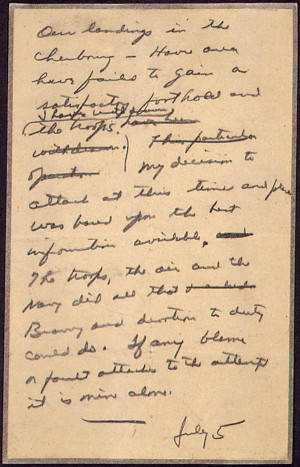 Our landings in the
Cherbourg - Havre area
have failed to gain a
satisfactory foothold and
I have withdrawn
the troops. have been
withdrawn. This particular
operation My decision to
attack at this time and place
was based upon the best
information available, and
The troops, the air and the
Navy did all that
Bravery and devotion to duty
could do. If any blame
or fault attaches to the attempt
it is mine alone.
July 5